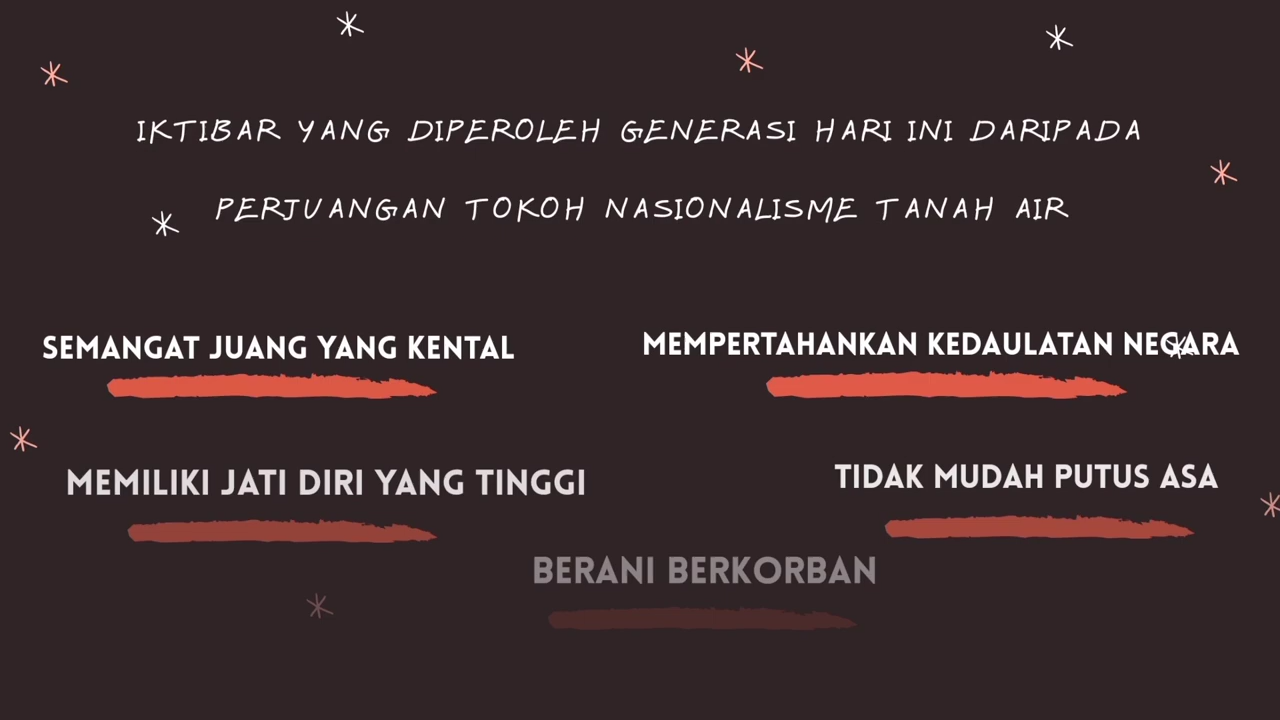 IKTIBAR YANG DIPEROLEH GENERASI HARI INI DARIPADA
PERJUANGAN TOKOH NASIONALISME TANAH AIR
SEMANGAT JUANG YANG KENTAL
MEMPERTAHANKAN KEDAULATAN NEGARA
MEMILIKI JATI DIRI YANG TINGGI
TIDAK MUDAH PUTUS ASA
BERANI BERKORBAN